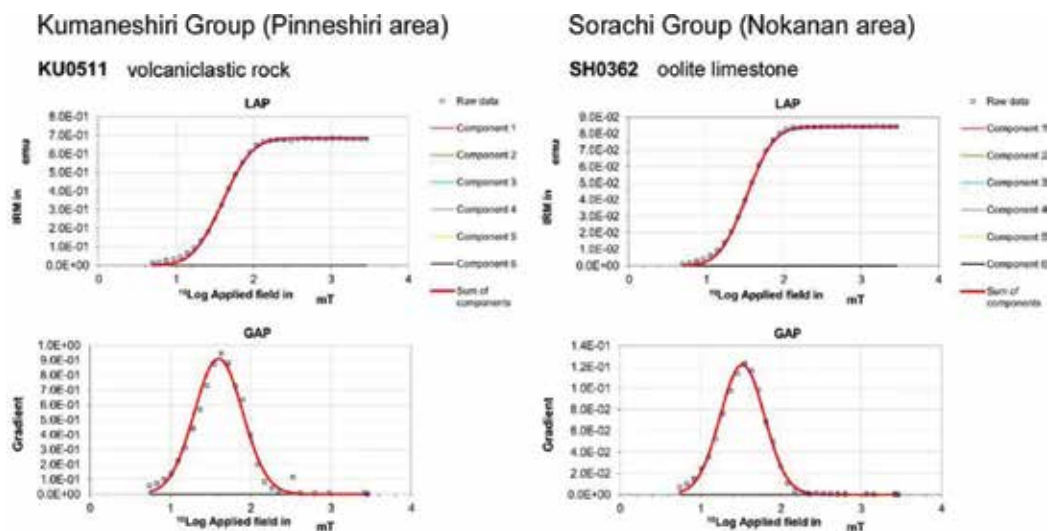 Kumaneshiri Group (Pinneshiri area)
KU0511 volcaniclastic rock
LAP
8.0E-01
7.0E-01
6.0E-01
5.0E-01
4.0E-01
3.0E-01
2.0E-01
1.0E-01
0.0E+00
IRM in emu
0 1 2 3 4
10Log Applied field in mT
Raw data
Component 1
Component 2
Component 3
Component 4
Component 5
Component 6
Sum of
components
GAP
1.0E+00
9.0E-01
8.0E-01
7.0E-01
6.0E-01
5.0E-01
4.0E-01
3.0E-01
2.0E-01
1.0E-01
0.0E+00
Gradient
0 1 2 3 4
10Log Applied field in mT
Sorachi Group (Nokanan area)
SH0362 oolite limestone
LAP
9.0E-02
8.0E-02
7.0E-02
6.0E-02
5.0E-02
4.0E-02
3.0E-02
2.0E-02
1.0E-02
0.0E+00
IRM in emu
0 1 2 3 4
10Log Applied field in mT
Raw data
Component 1
Component 2
Component 3
Component 4
Component 5
Component 6
Sum of
components
GAP
1.4E-01
1.2E-01
1.0E-01
8.0E-02
6.0E-02
4.0E-02
2.0E-02
0.0E+00
Gradient
0 1 2 3 4
10Log Applied field in mT